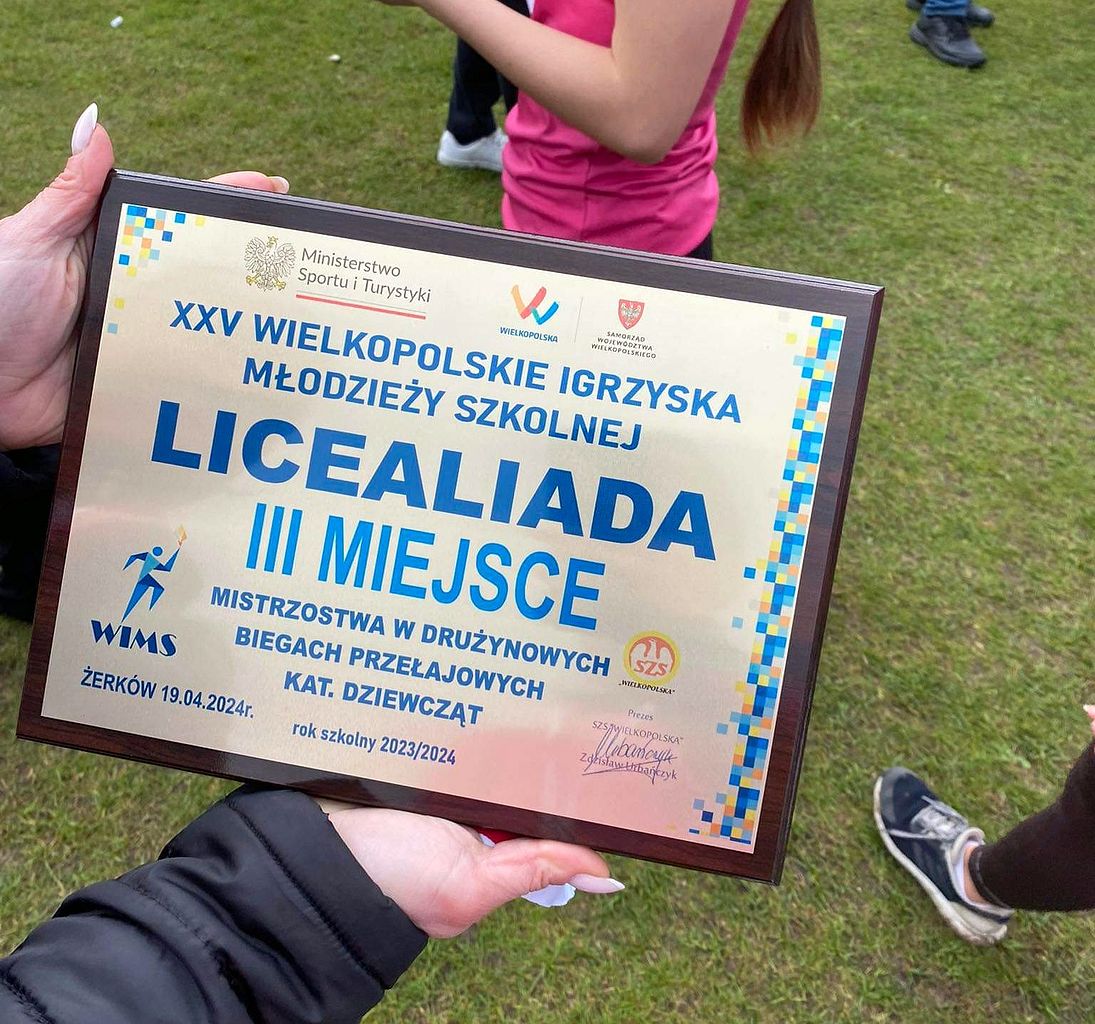 Ministerstwo
Sportu i Turystyki
WIELKOPOLSKA
SAMORZĄD
WOJEWÓDZTWA
WIELKOPOLSKIEGO
XXV WIELKOPOLSKIE IGRZYSKA
MŁODZIEŻY SZKOLNEJ
LICEALIADA
III MIEJSCE
MISTRZOSTWA W DRUŻYNOWYCH
BIEGACH PRZEŁAJOWYCH
KAT. DZIEWCZĄT
WIMS
SZS
„WIELKOPOLSKA”
ŻERKÓW 19.04.2024r.
rok szkolny 2023/2024
Prezes
SZS „WIELKOPOLSKA”
Urbańczyk
Zdzisław Urbańczyk